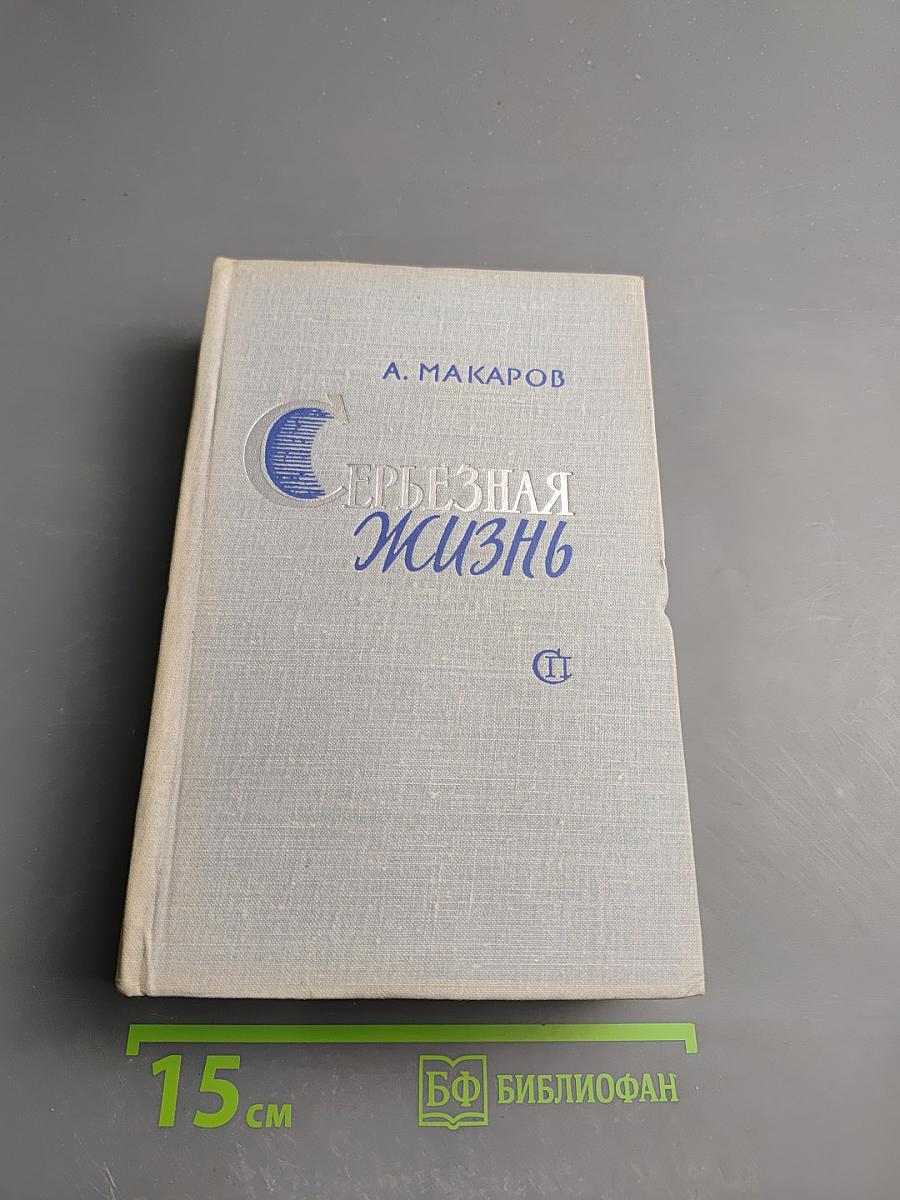 А. МАКАРОВ
СЕРЬЕЗНАЯ
ЖИЗНЬ
СП
15 см
БФ БИБЛИОФАН